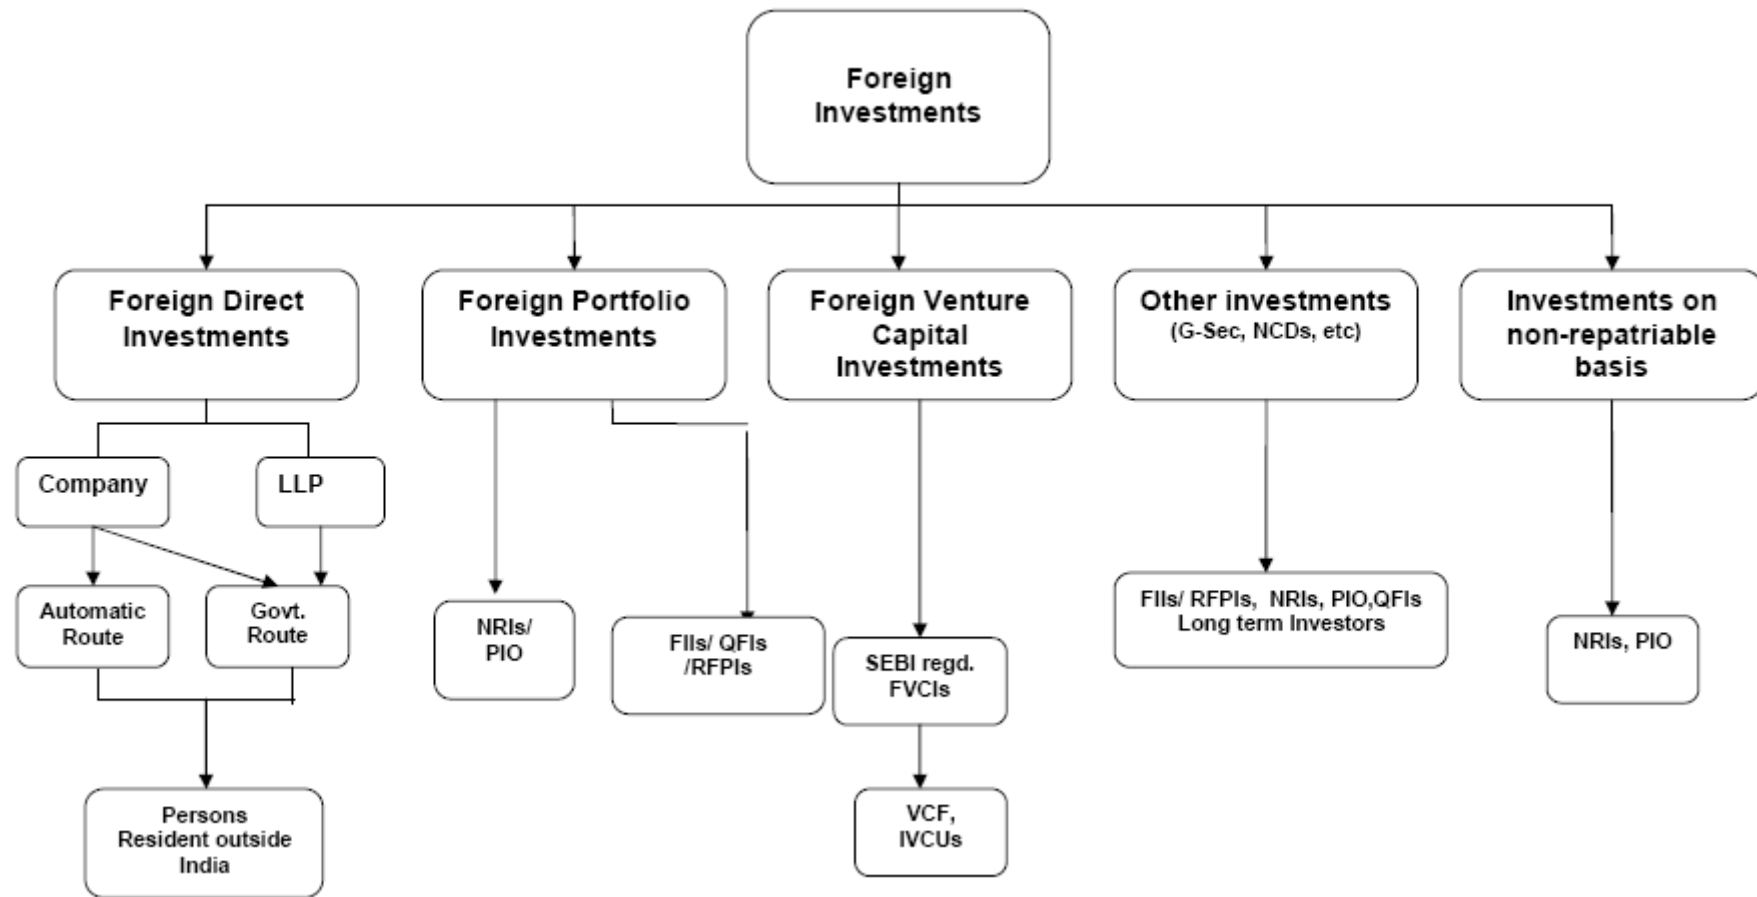 Foreign
Investments
Foreign Direct
Investments
Foreign Portfolio
Investments
Foreign Venture
Capital
Investments
Other investments
(G-Sec, NCDs, etc)
Investments on
non-repatriable
basis
Company
LLP
Automatic
Route
Govt.
Route
NRIs/
PIO
FIIs/ QFIs
/RFPIs
SEBI regd.
FVCIs
FIIs/ RFPIs, NRIs, PIO,QFIs
Long term Investors
NRIs, PIO
Persons
Resident outside
India
VCF,
IVCUs